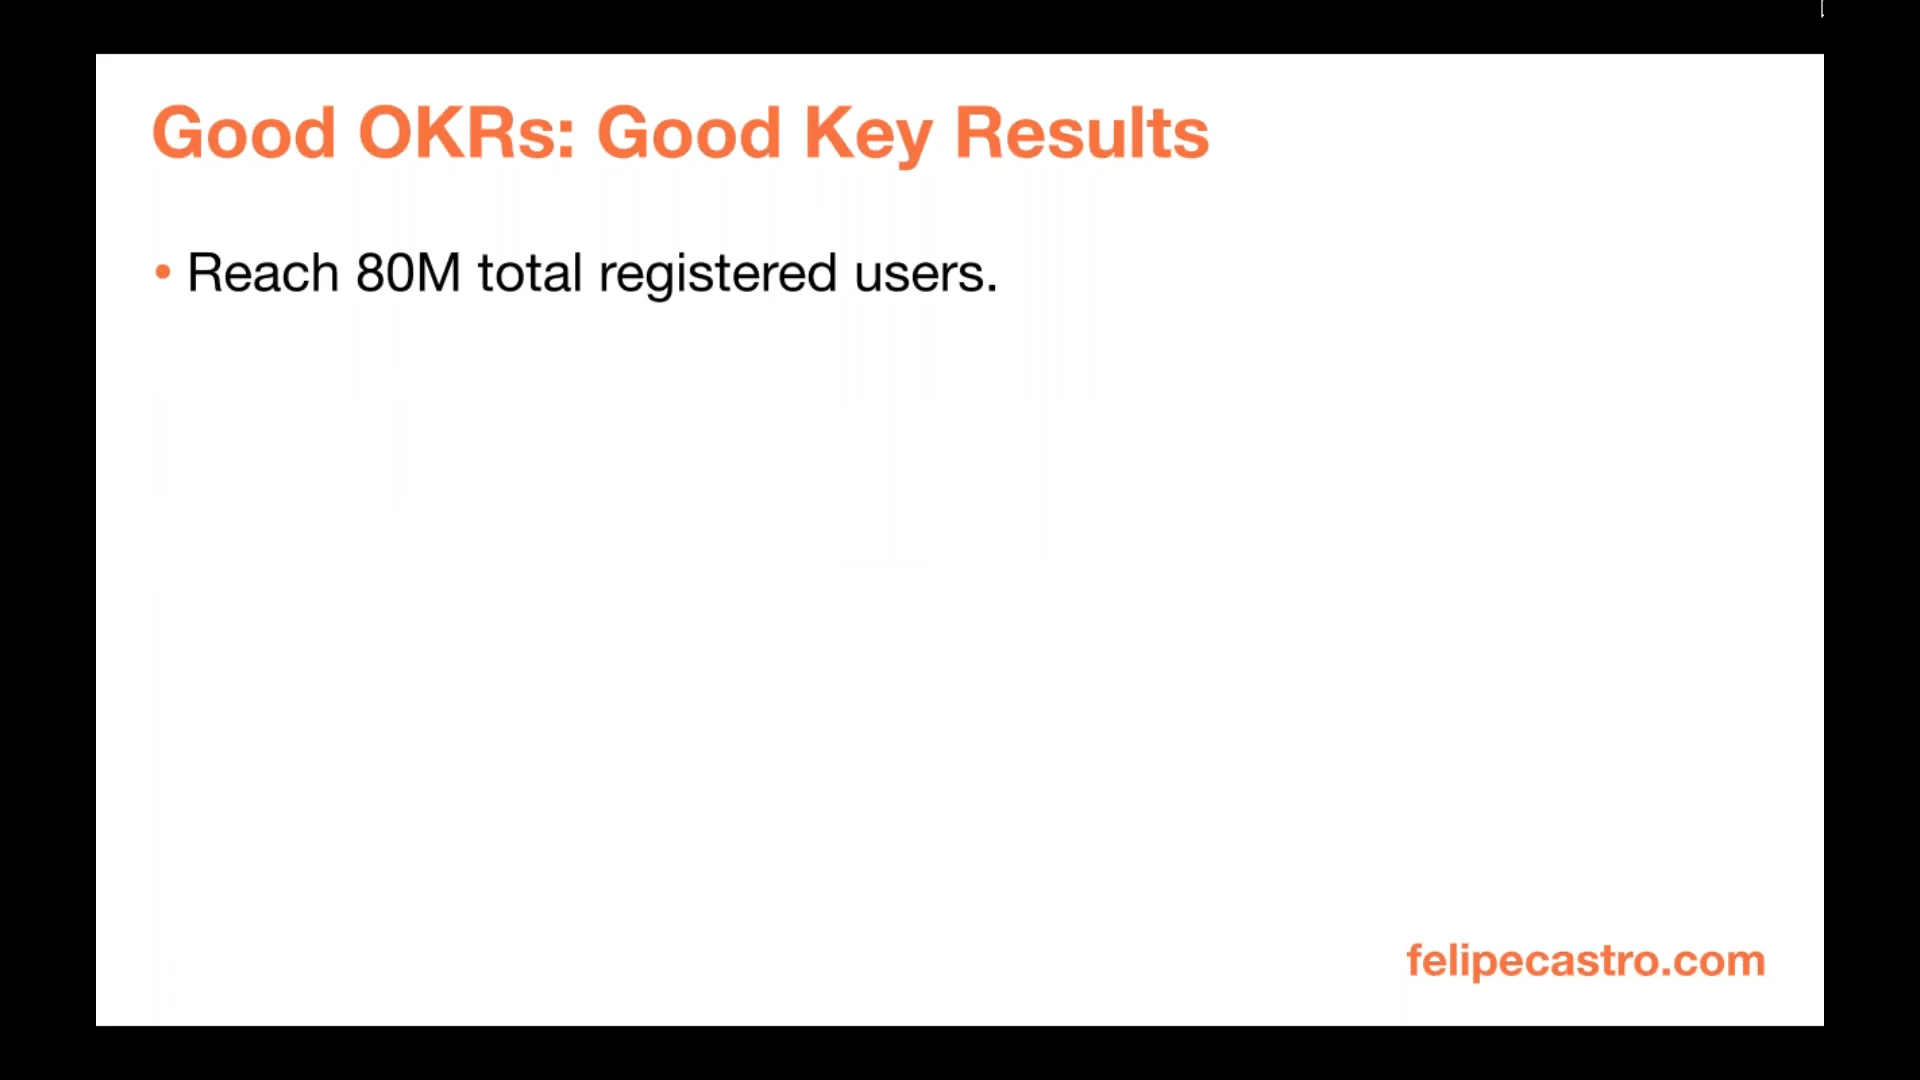 Good OKRs: Good Key Results
• Reach 80M total registered users.
felipecastro.com